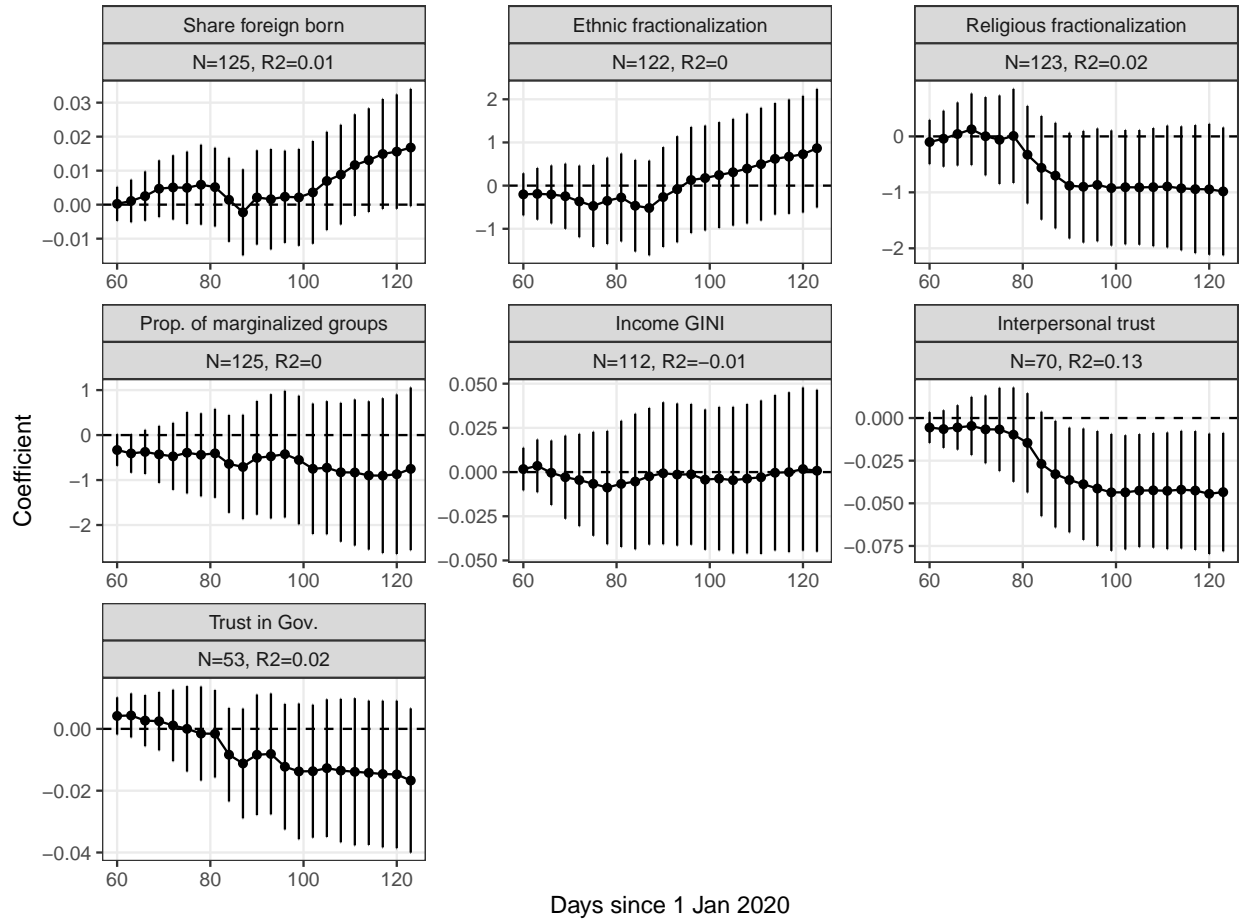 Share foreign born
N=125, R2=0.01
0.03
0.02
0.01
0.00
−0.01
60 80 100 120
Ethnic fractionalization
N=122, R2=0
2
1
0
−1
60 80 100 120
Religious fractionalization
N=123, R2=0.02
0
−1
−2
60 80 100 120
Prop. of marginalized groups
N=125, R2=0
1
0
−1
−2
60 80 100 120
Income GINI
N=112, R2=−0.01
0.050
0.025
0.000
−0.025
−0.050
60 80 100 120
Interpersonal trust
N=70, R2=0.13
0.000
−0.025
−0.050
−0.075
60 80 100 120
Trust in Gov.
N=53, R2=0.02
0.00
−0.02
−0.04
60 80 100 120
Coefficient
Days since 1 Jan 2020